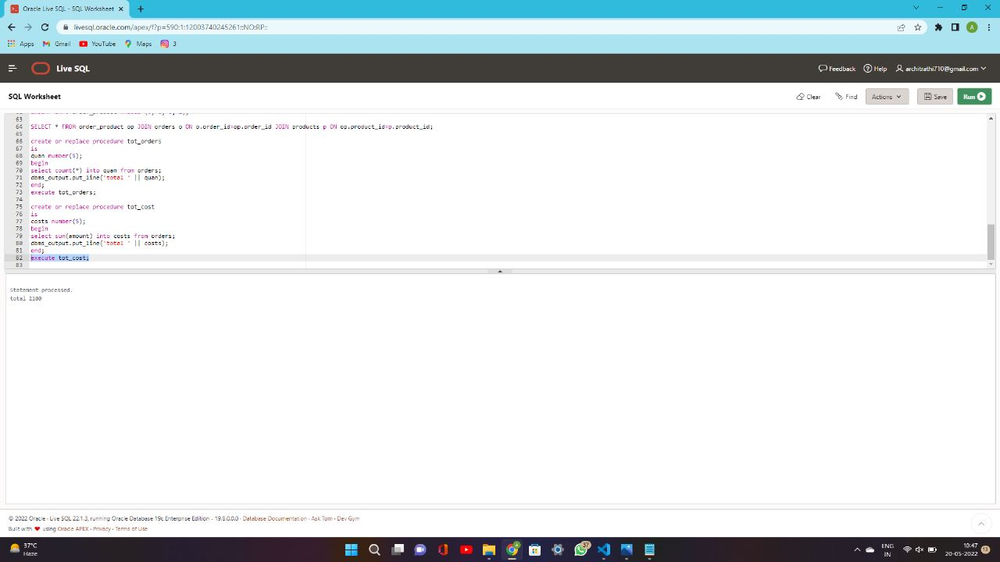 Oracle Live SQL - SQL Worksheet
livesql.oracle.com/apex/f?p=590:1:12003740245261::NO:RP::
A
Apps Gmail YouTube Maps 3
Live SQL
Feedback Help architrathi710@gmail.com
SQL Worksheet
Clear Find Actions Save Run
63
64 SELECT * FROM order_product op JOIN orders o ON o.order_id=op.order_id JOIN products p ON op.product_id=p.product_id;
65
66 create or replace procedure tot_orders
67 is
68 quan number(5);
69 begin
70 select count(*) into quan from orders;
71 dbms_output.put_line('total ' || quan);
72 end;
73 execute tot_orders;
74
75 create or replace procedure tot_cost
76 is
77 costs number(5);
78 begin
79 select sum(amount) into costs from orders;
80 dbms_output.put_line('total ' || costs);
81 end;
82 execute tot_cost;
83
Statement processed.
total 2100
© 2022 Oracle · Live SQL 22.1.3, running Oracle Database 19c Enterprise Edition - 19.8.0.0.0 · Database Documentation · Ask Tom · Dev Gym
Built with ♥ using Oracle APEX · Privacy · Terms of Use
37°C
Haze
A
37
ENG
IN
10:47
20-05-2022